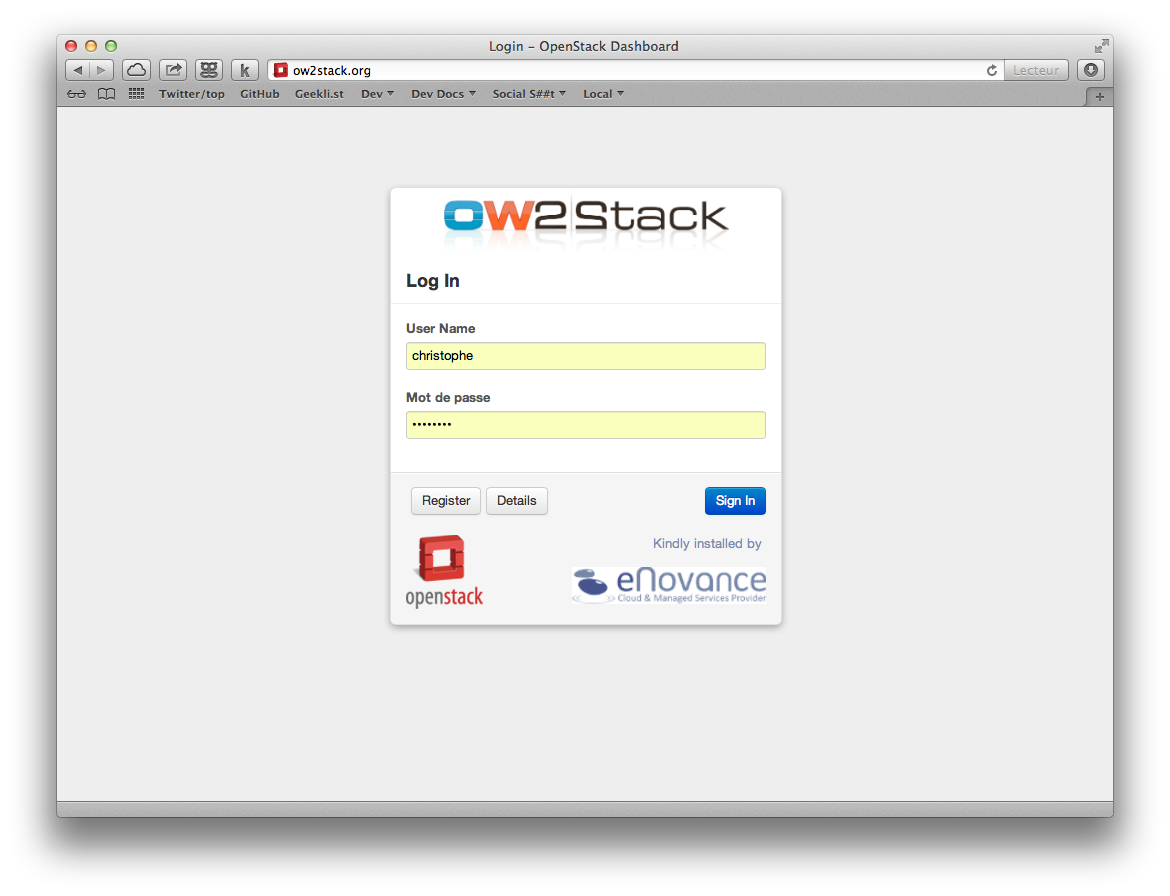 Login – OpenStack Dashboard
ow2stack.org
Lecteur
Twitter/top GitHub Geekli.st Dev Dev Docs Social S##t Local
OW2Stack
Log In
User Name
christophe
Mot de passe
••••••••
Register Details Sign In
Kindly installed by
openstack
eNovance
Cloud & Managed Services Provider